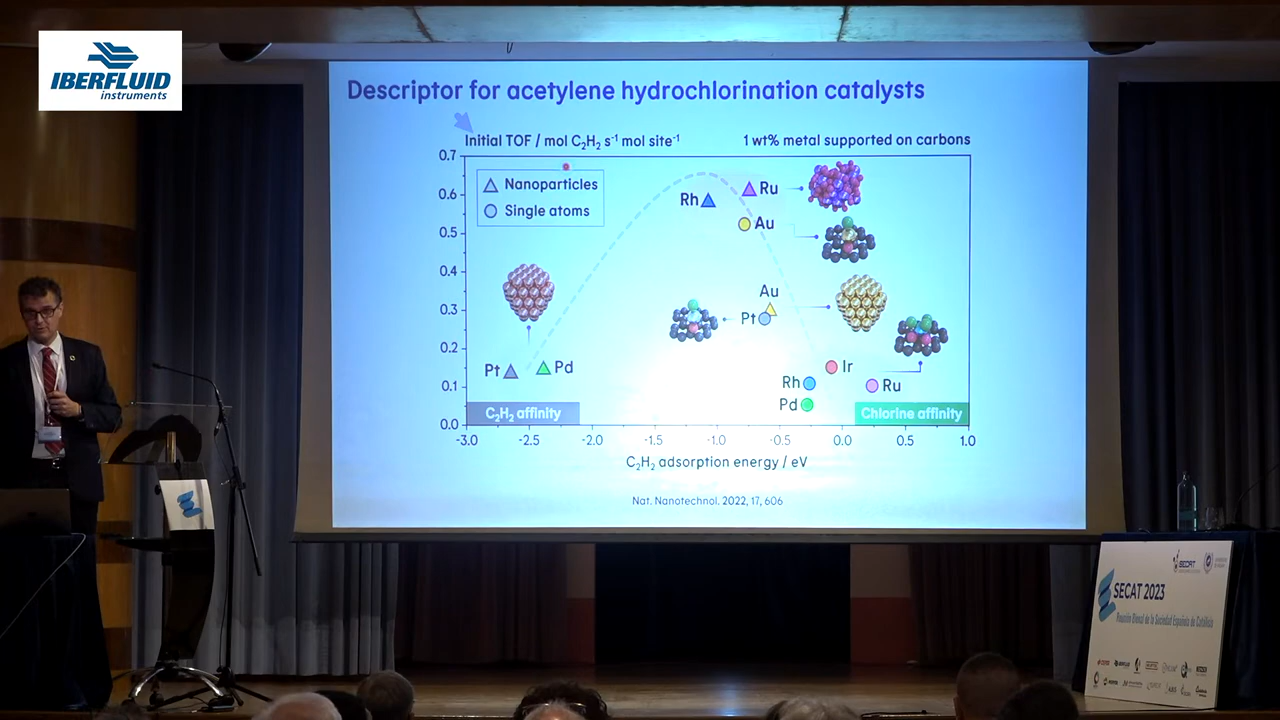 IBERFLUID
instruments
Descriptor for acetylene hydrochlorination catalysts
Initial TOF / mol C₂H₂ s⁻¹ mol site⁻¹
1 wt% metal supported on carbons
0.7
0.6
0.5
0.4
0.3
0.2
0.1
0.0
Nanoparticles
Single atoms
Rh
Ru
Au
Au
Pt
Pt
Pd
Ir
Rh
Ru
Pd
C₂H₂ affinity
Chlorine affinity
-3.0 -2.5 -2.0 -1.5 -1.0 -0.5 0.0 0.5 1.0
C₂H₂ adsorption energy / eV
Nat. Nanotechnol. 2022, 17, 606
SECAT
SECAT 2023